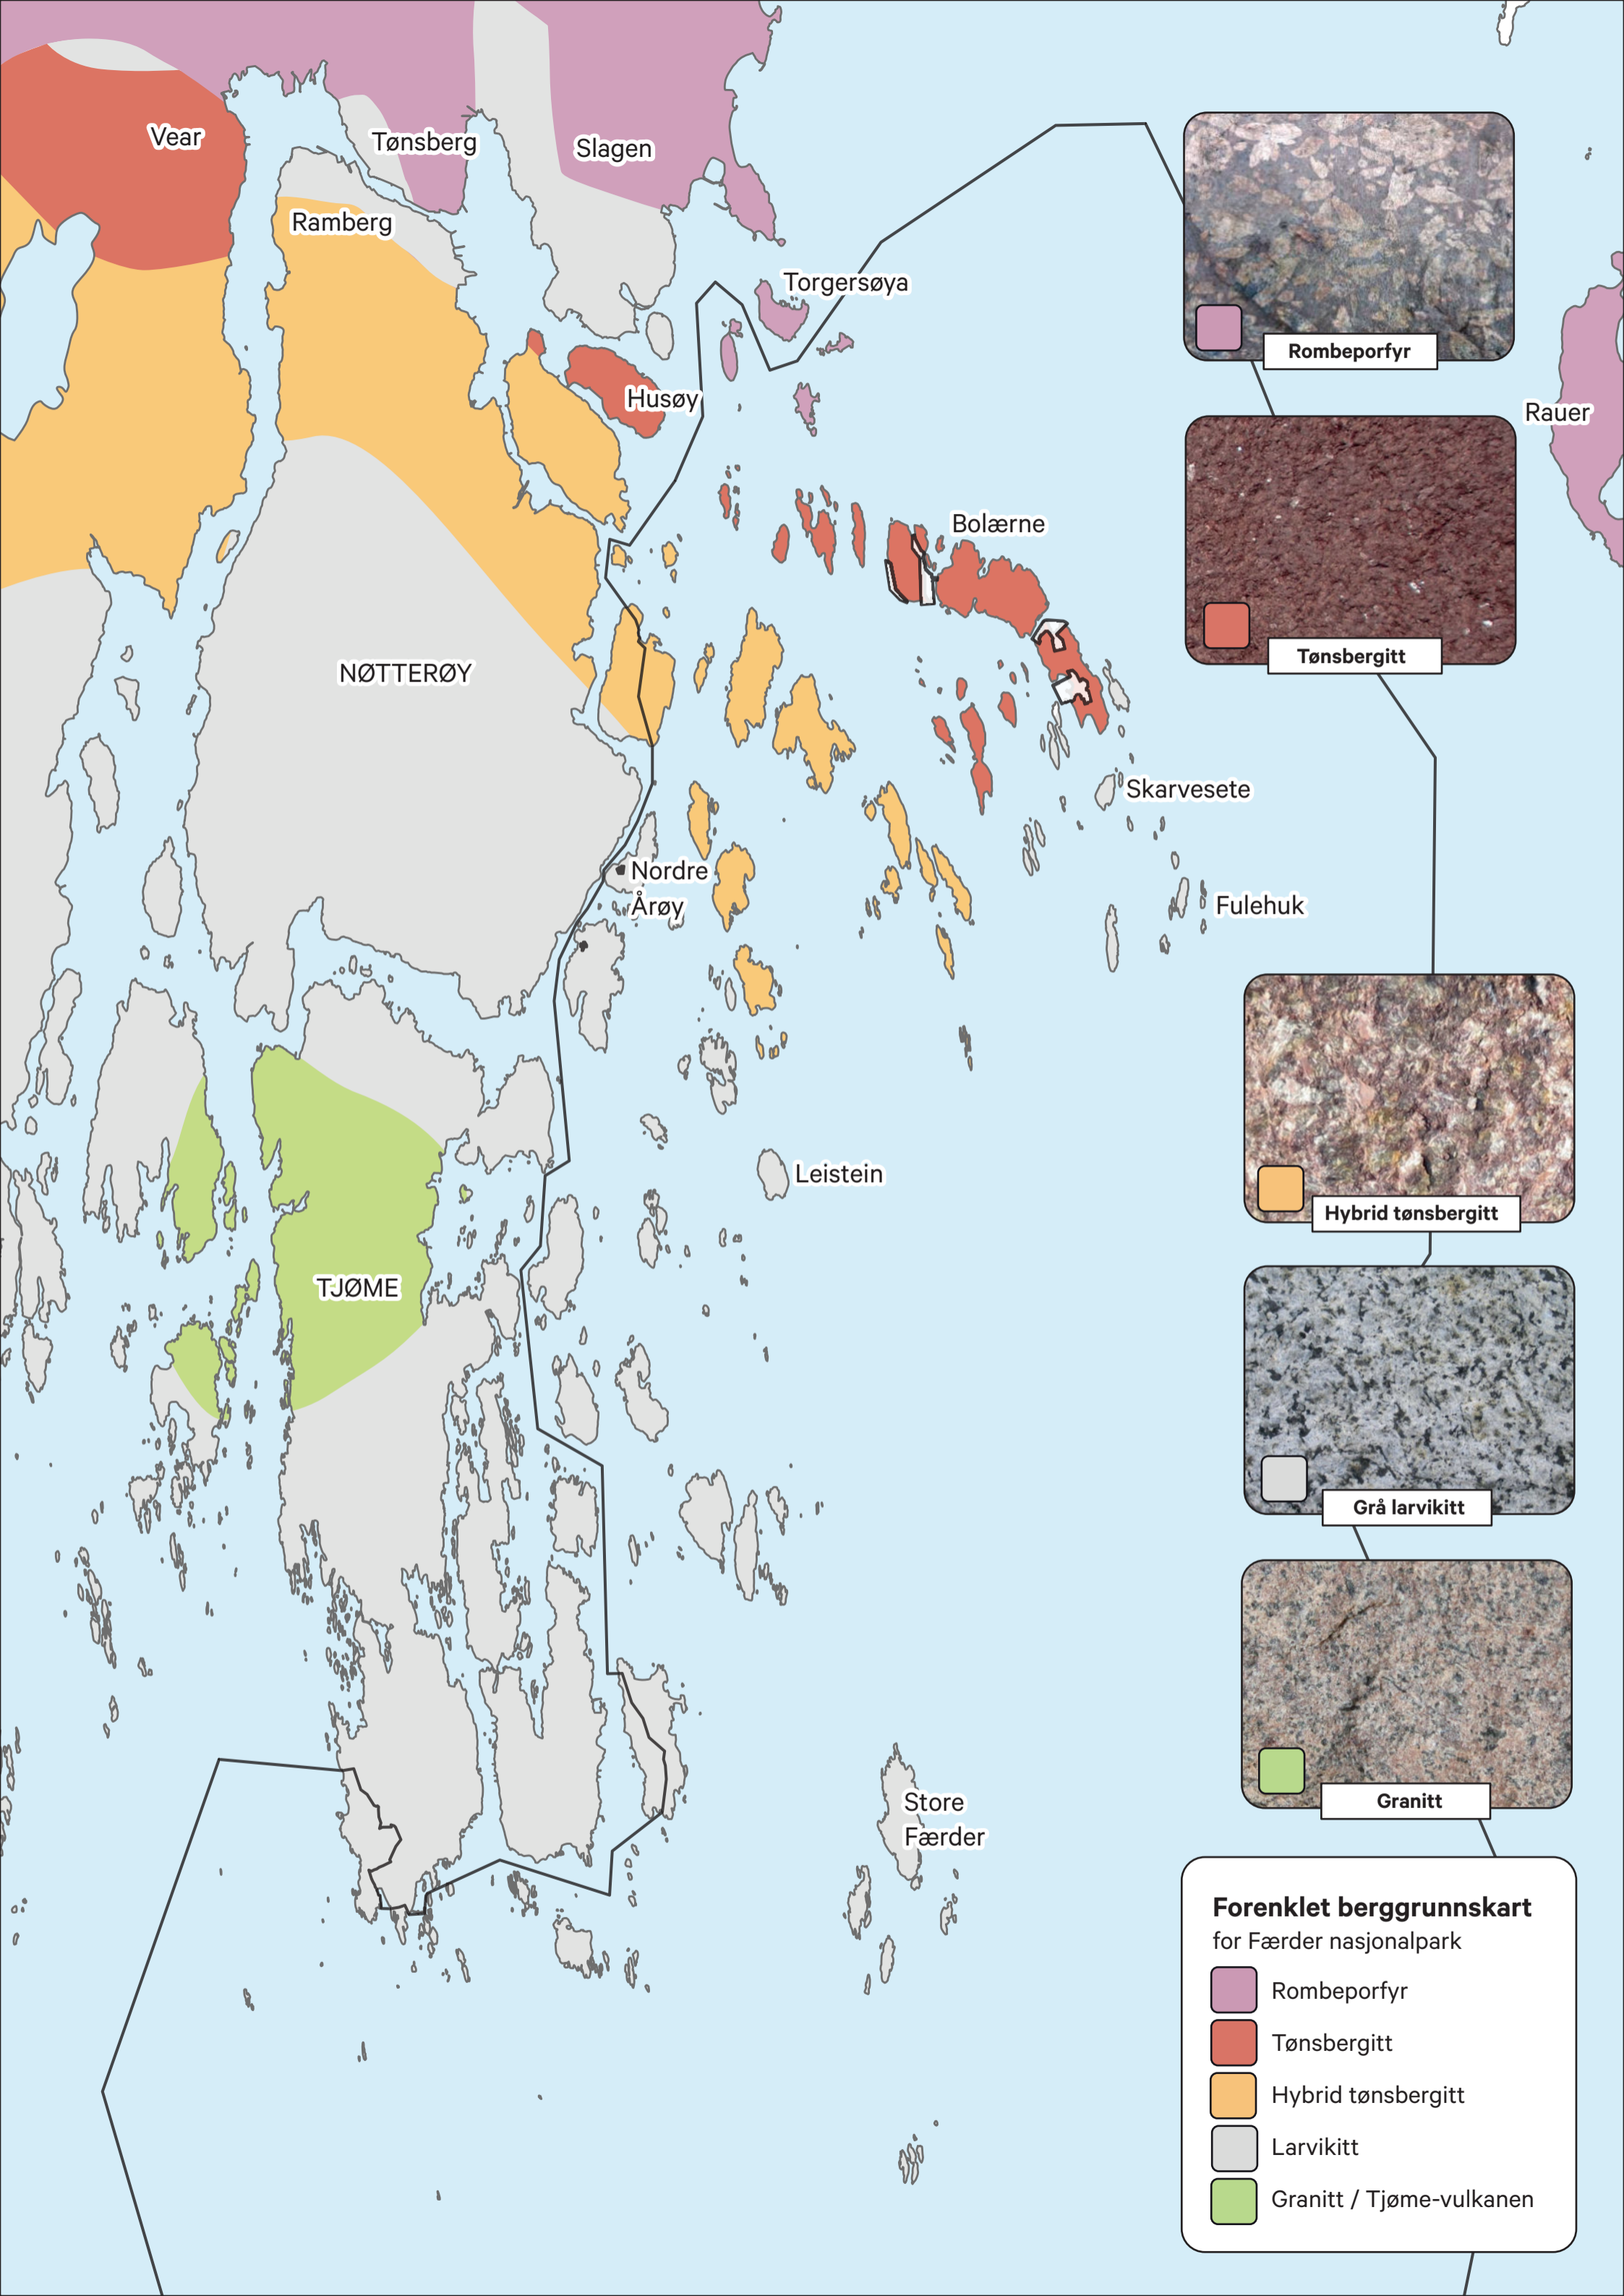 Vear
Tønsberg
Slagen
Ramberg
Torgersøya
Rombeporfyr
Husøy
Rauer
Bolærne
Tønsbergitt
NØTTERØY
Skarvesete
Nordre
Årøy
Fulehuk
Leistein
Hybrid tønsbergitt
TJØME
Grå larvikitt
Granitt
Store
Færder
Forenklet berggrunnskart
for Færder nasjonalpark
Rombeporfyr
Tønsbergitt
Hybrid tønsbergitt
Larvikitt
Granitt / Tjøme-vulkanen